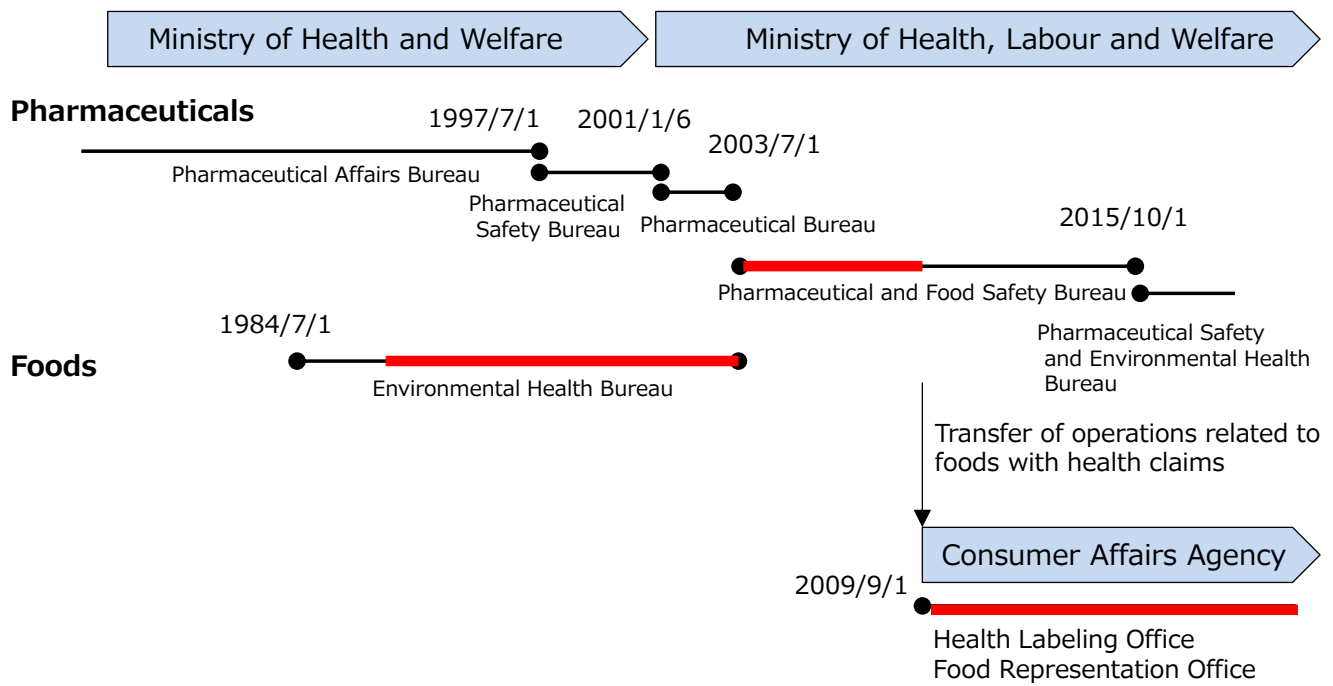 Ministry of Health and Welfare
Ministry of Health, Labour and Welfare
Pharmaceuticals
1997/7/1
2001/1/6
2003/7/1
Pharmaceutical Affairs Bureau
Pharmaceutical
Safety Bureau
Pharmaceutical Bureau
2015/10/1
Pharmaceutical and Food Safety Bureau
1984/7/1
Foods
Environmental Health Bureau
Pharmaceutical Safety
and Environmental Health
Bureau
Transfer of operations related to
foods with health claims
Consumer Affairs Agency
2009/9/1
Health Labeling Office
Food Representation Office